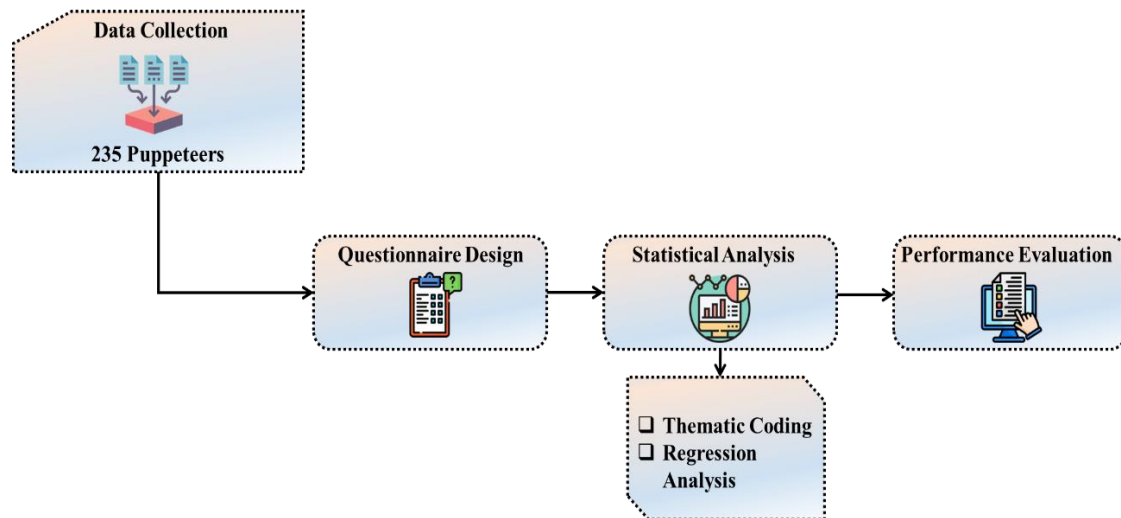 Data Collection
235 Puppeteers
Questionnaire Design
?
Statistical Analysis
Performance Evaluation
Thematic Coding
Regression
Analysis